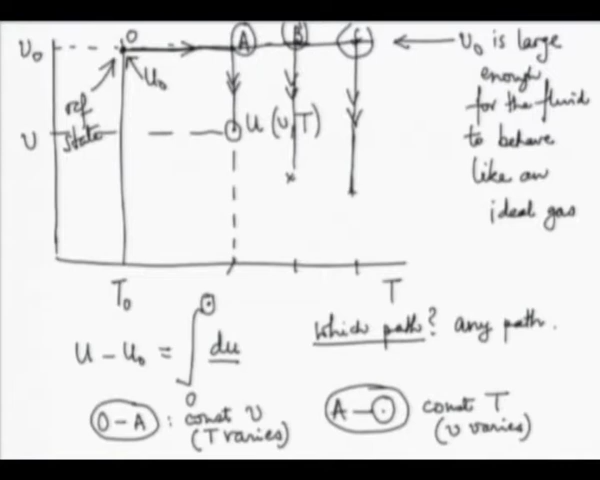 v₀
O
A
B
C
v₀ is large
enough
for the fluid
to behave
like an
ideal gas
u₀
ref
state
v
u (v, T)
T₀
T
u - u₀ = ∫ du
O
which path? any path.
O - A : const v
(T varies)
A - ⊙ const T
(v varies)